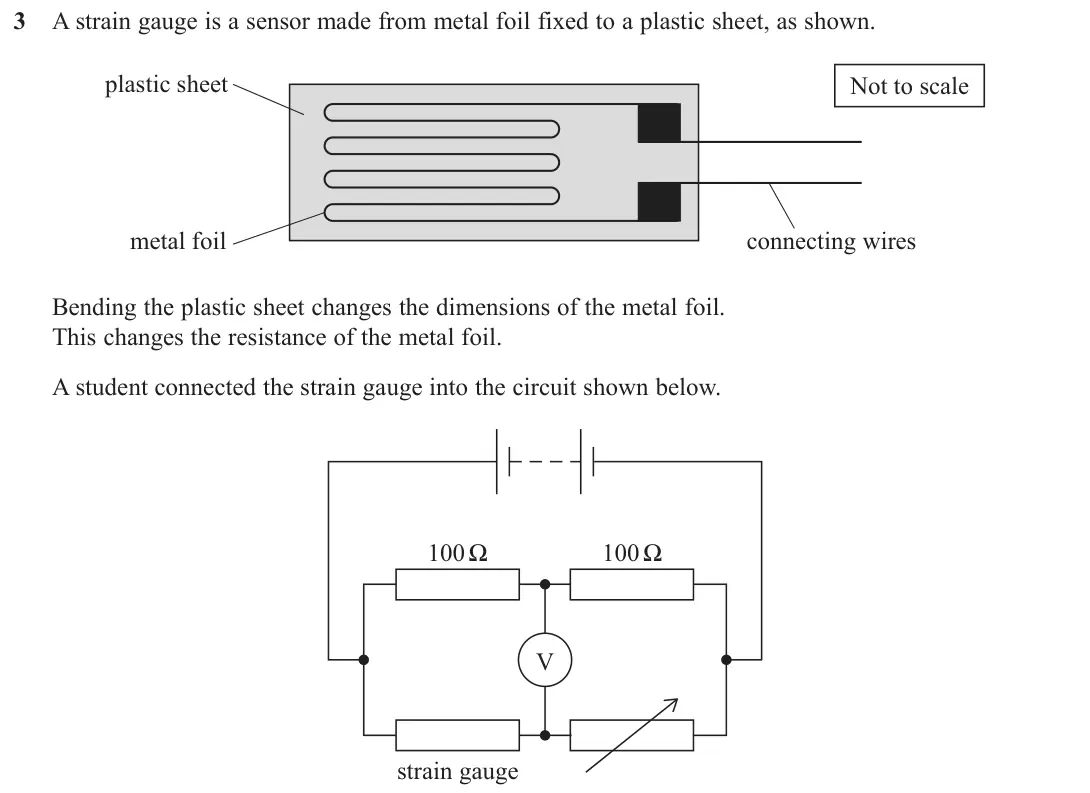 3 A strain gauge is a sensor made from metal foil fixed to a plastic sheet, as shown.
plastic sheet
Not to scale
metal foil
connecting wires
Bending the plastic sheet changes the dimensions of the metal foil.
This changes the resistance of the metal foil.
A student connected the strain gauge into the circuit shown below.
100 Ω
100 Ω
V
strain gauge